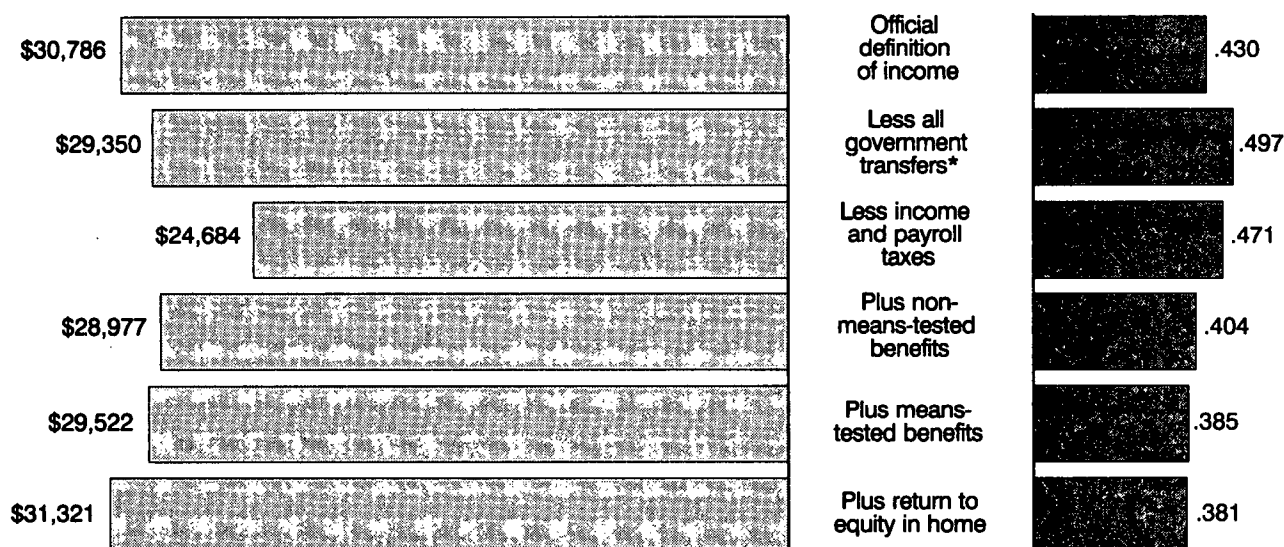 $30,786
Official
definition
of income
.430
$29,350
Less all
government
transfers*
.497
$24,684
Less income
and payroll
taxes
.471
$28,977
Plus non-
means-tested
benefits
.404
$29,522
Plus means-
tested benefits
.385
$31,321
Plus return to
equity in home
.381